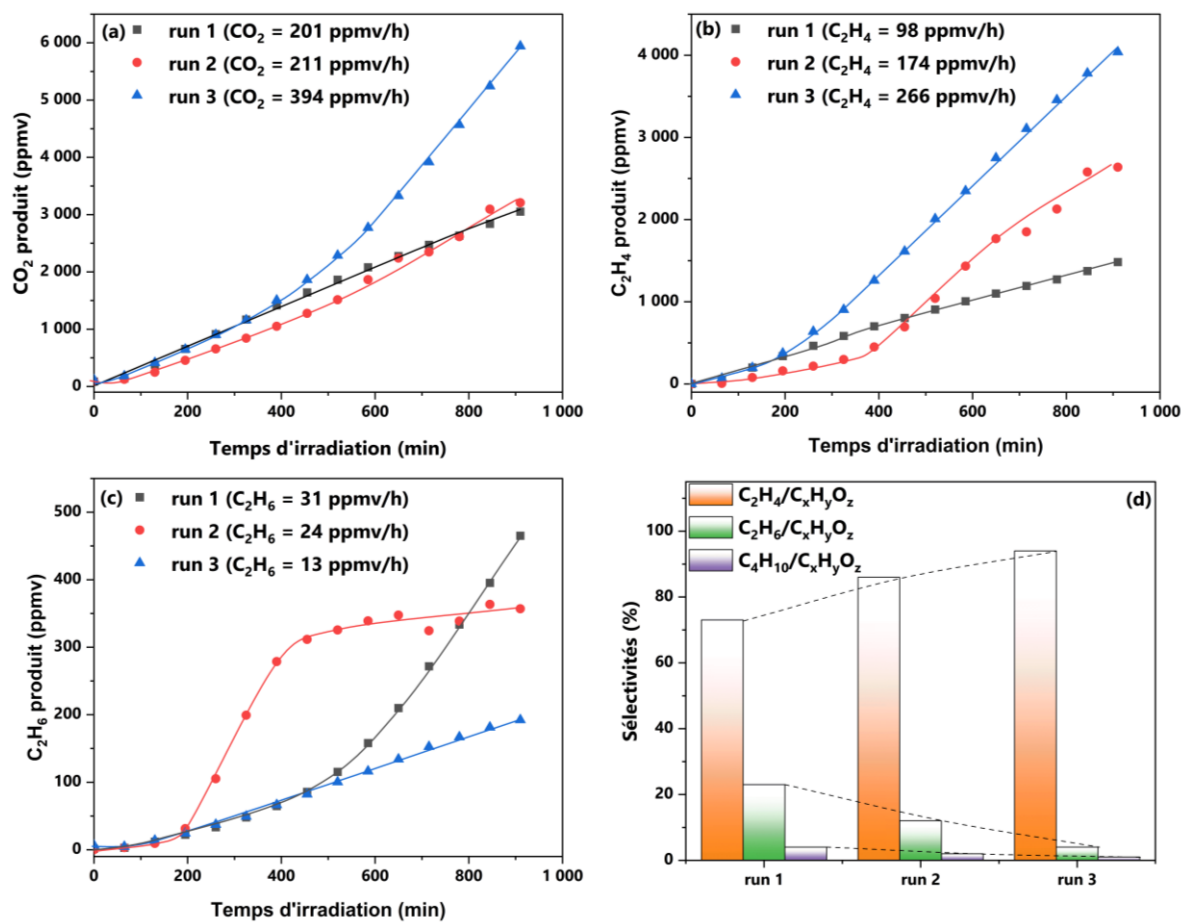 (a)
run 1 (CO₂ = 201 ppmv/h)
run 2 (CO₂ = 211 ppmv/h)
run 3 (CO₂ = 394 ppmv/h)
CO₂ produit (ppmv)
6 000
5 000
4 000
3 000
2 000
1 000
0
0 200 400 600 800 1 000
Temps d'irradiation (min)
(b)
run 1 (C₂H₄ = 98 ppmv/h)
run 2 (C₂H₄ = 174 ppmv/h)
run 3 (C₂H₄ = 266 ppmv/h)
C₂H₄ produit (ppmv)
4 000
3 000
2 000
1 000
0
0 200 400 600 800 1 000
Temps d'irradiation (min)
(c)
run 1 (C₂H₆ = 31 ppmv/h)
run 2 (C₂H₆ = 24 ppmv/h)
run 3 (C₂H₆ = 13 ppmv/h)
C₂H₆ produit (ppmv)
500
400
300
200
100
0
0 200 400 600 800 1 000
Temps d'irradiation (min)
(d)
C₂H₄/CₓHᵧO_z
C₂H₆/CₓHᵧO_z
C₄H₁₀/CₓHᵧO_z
Sélectivités (%)
100
80
60
40
20
0
run 1 run 2 run 3